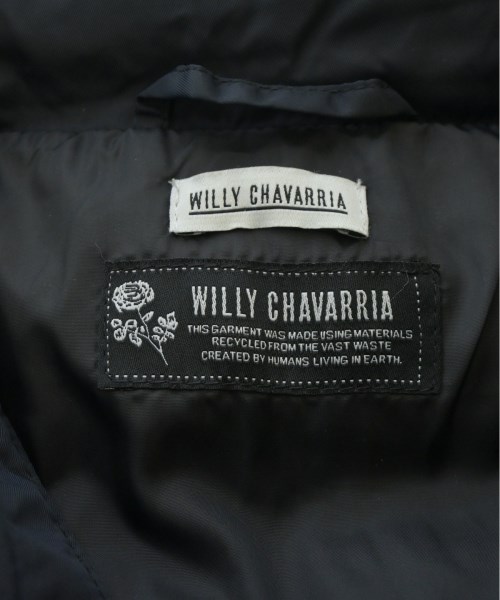 WILLY CHAVARRIA
WILLY CHAVARRIA
THIS GARMENT WAS MADE USING MATERIALS
RECYCLED FROM THE VAST WASTE
CREATED BY HUMANS LIVING IN EARTH.